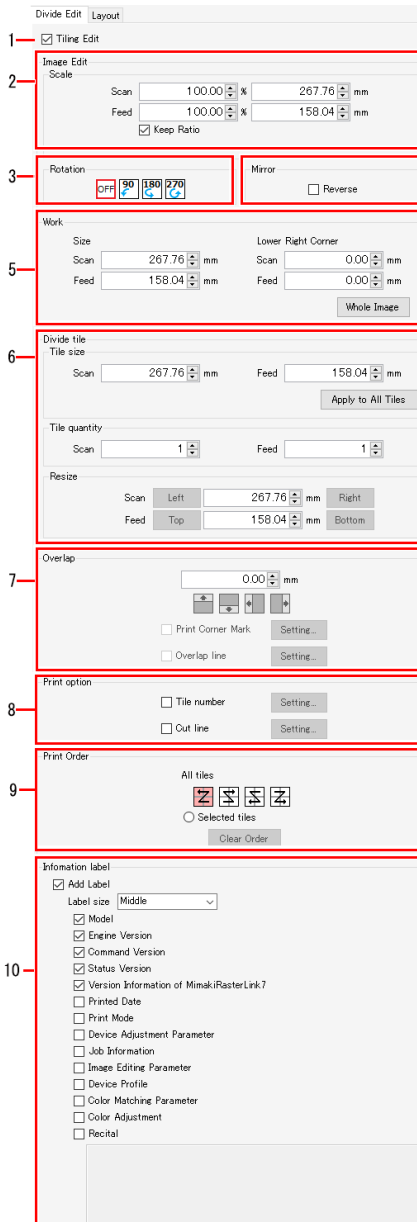 Divide Edit Layout
1 Tiling Edit
Image Edit
2 Scale
Scan 100.00 % 267.76 mm
Feed 100.00 % 158.04 mm
Keep Ratio
3 Rotation Mirror
OFF 90 180 270 Reverse
Work
Size Lower Right Corner
5 Scan 267.76 mm Scan 0.00 mm
Feed 158.04 mm Feed 0.00 mm
Whole Image
Divide tile
6 Tile size
Scan 267.76 mm Feed 158.04 mm
Apply to All Tiles
Tile quantity
Scan 1 Feed 1
Resize
Scan Left 267.76 mm Right
Feed Top 158.04 mm Bottom
Overlap
7 0.00 mm
Print Corner Mark Setting...
Overlap line Setting...
Print option
8 Tile number Setting...
Cut line Setting...
Print Order
All tiles
9
Selected tiles
Clear Order
Infomation label
Add Label
Label size Middle
Model
Engine Version
Command Version
Status Version
10 Version Information of MimakiRasterLink7
Printed Date
Print Mode
Device Adjustment Parameter
Job Information
Image Editing Parameter
Device Profile
Color Matching Parameter
Color Adjustment
Recital